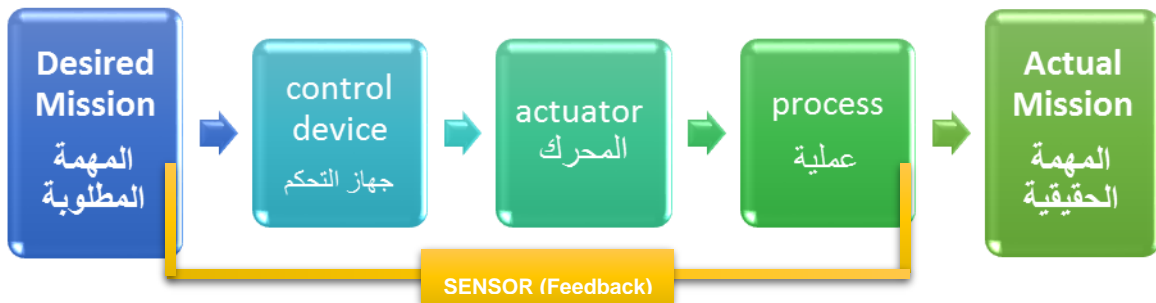 Desired
Mission
المهمة
المطلوبة
control
device
جهاز التحكم
actuator
المحرك
process
عملية
Actual
Mission
المهمة
الحقيقية
SENSOR (Feedback)